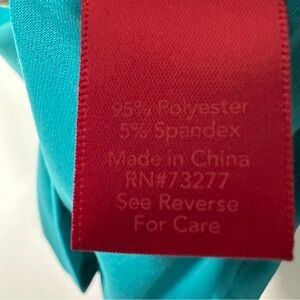 95% Polyester
5% Spandex
Made in China
RN#73277
See Reverse
For Care